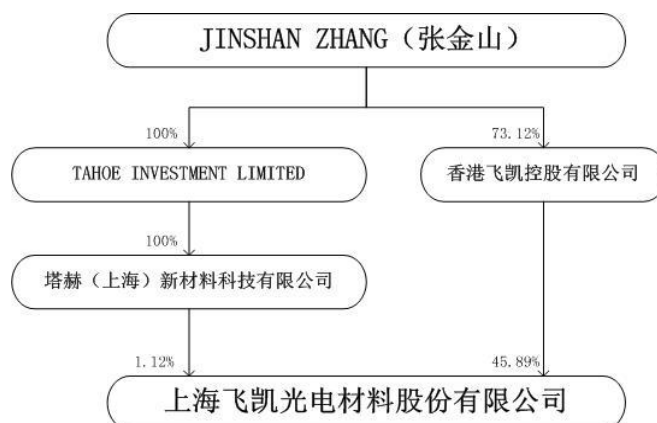 JINSHAN ZHANG（张金山）
100%
73.12%
TAHOE INVESTMENT LIMITED
香港飞凯控股有限公司
100%
塔赫（上海）新材料科技有限公司
1.12%
45.89%
上海飞凯光电材料股份有限公司